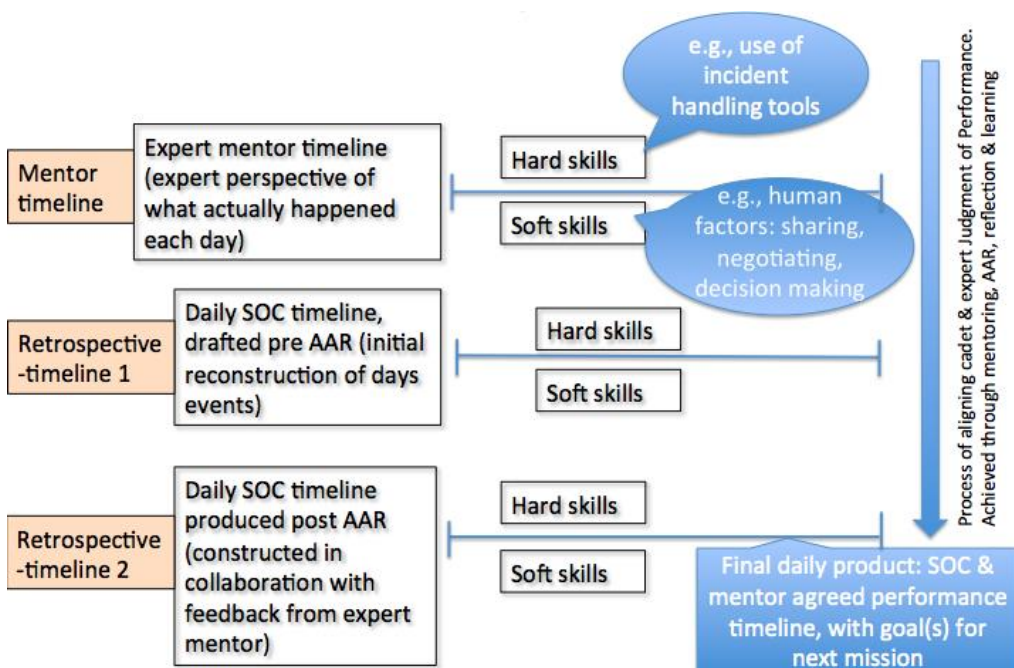 e.g., use of
incident
handling tools
Mentor
timeline
Expert mentor timeline
(expert perspective of
what actually happened
each day)
Hard skills
Soft skills
e.g., human
factors: sharing,
negotiating,
decision making
Retrospective
-timeline 1
Daily SOC timeline,
drafted pre AAR (initial
reconstruction of days
events)
Hard skills
Soft skills
Retrospective
-timeline 2
Daily SOC timeline
produced post AAR
(constructed in
collaboration with
feedback from expert
mentor)
Hard skills
Soft skills
Final daily product: SOC &
mentor agreed performance
timeline, with goal(s) for
next mission
Process of aligning cadet & expert Judgment of Performance.
Achieved through mentoring, AAR, reflection & learning